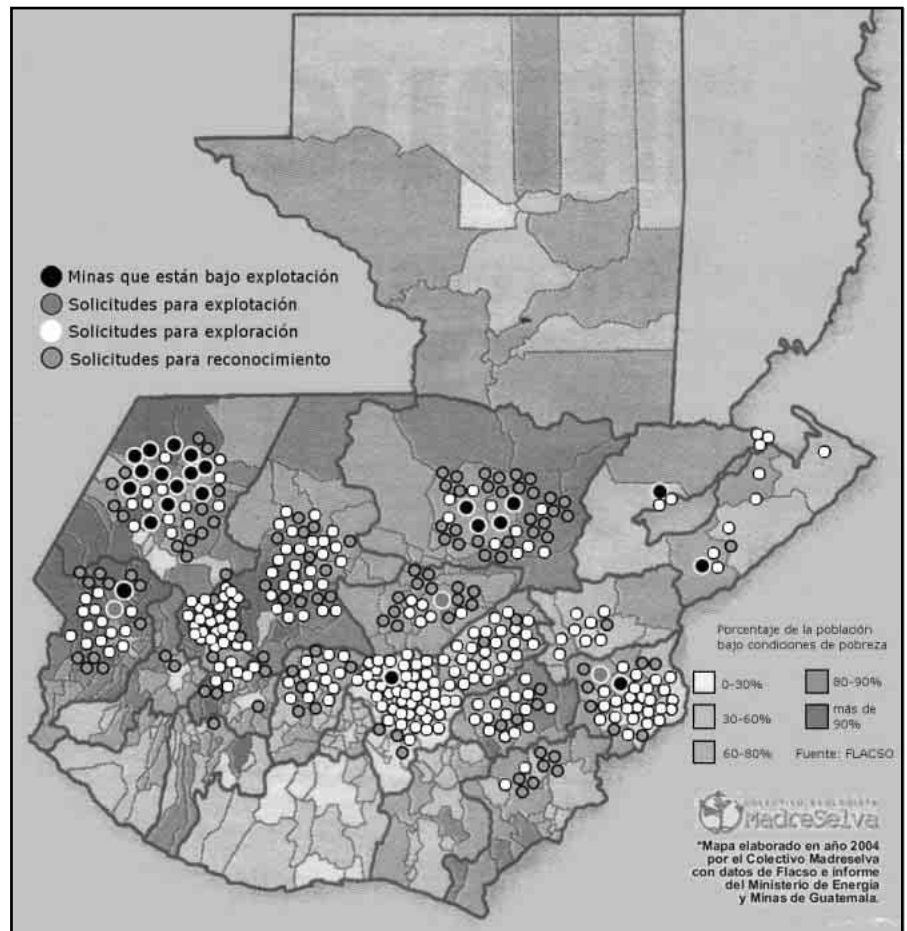 Minas que están bajo explotación
Solicitudes para explotación
Solicitudes para exploración
Solicitudes para reconocimiento
Porcentaje de la población
bajo condiciones de pobreza
0-30%
30-60%
60-80%
80-90%
más de
90%
Fuente: FLACSO
COLECTIVO ECOLOGISTA
MadreSelva
*Mapa elaborado en año 2004
por el Colectivo Madreselva
con datos de Flacso e informe
del Ministerio de Energía
y Minas de Guatemala.